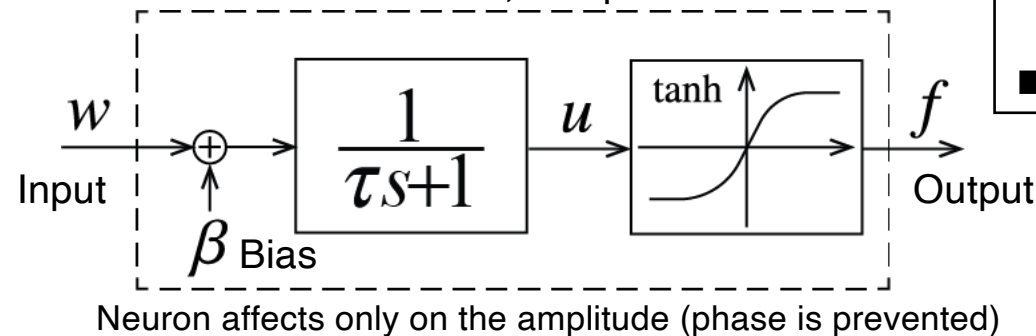 w
Input
β Bias
1
τs+1
u
tanh
f
Output
Neuron affects only on the amplitude (phase is prevented)